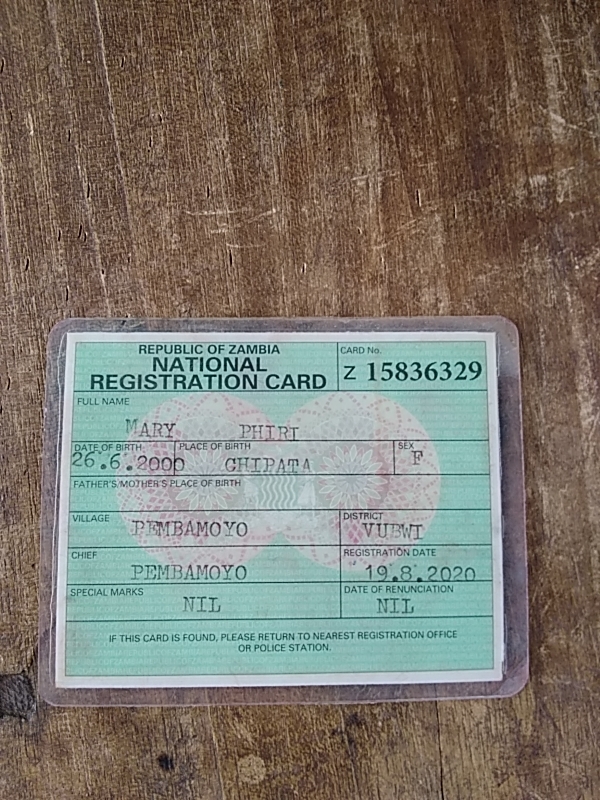 REPUBLIC OF ZAMBIA
NATIONAL
REGISTRATION CARD
CARD No.
Z 15836329
FULL NAME
MARY PHIRI
DATE OF BIRTH PLACE OF BIRTH SEX
26.6.2000 CHIPATA F
FATHER'S/MOTHER'S PLACE OF BIRTH
VILLAGE PEMBAMOYO
DISTRICT
VUBWI
CHIEF
PEMBAMOYO
REGISTRATION DATE
19.8.2020
SPECIAL MARKS
NIL
DATE OF RENUNCIATION
NIL
IF THIS CARD IS FOUND, PLEASE RETURN TO NEAREST REGISTRATION OFFICE
OR POLICE STATION.